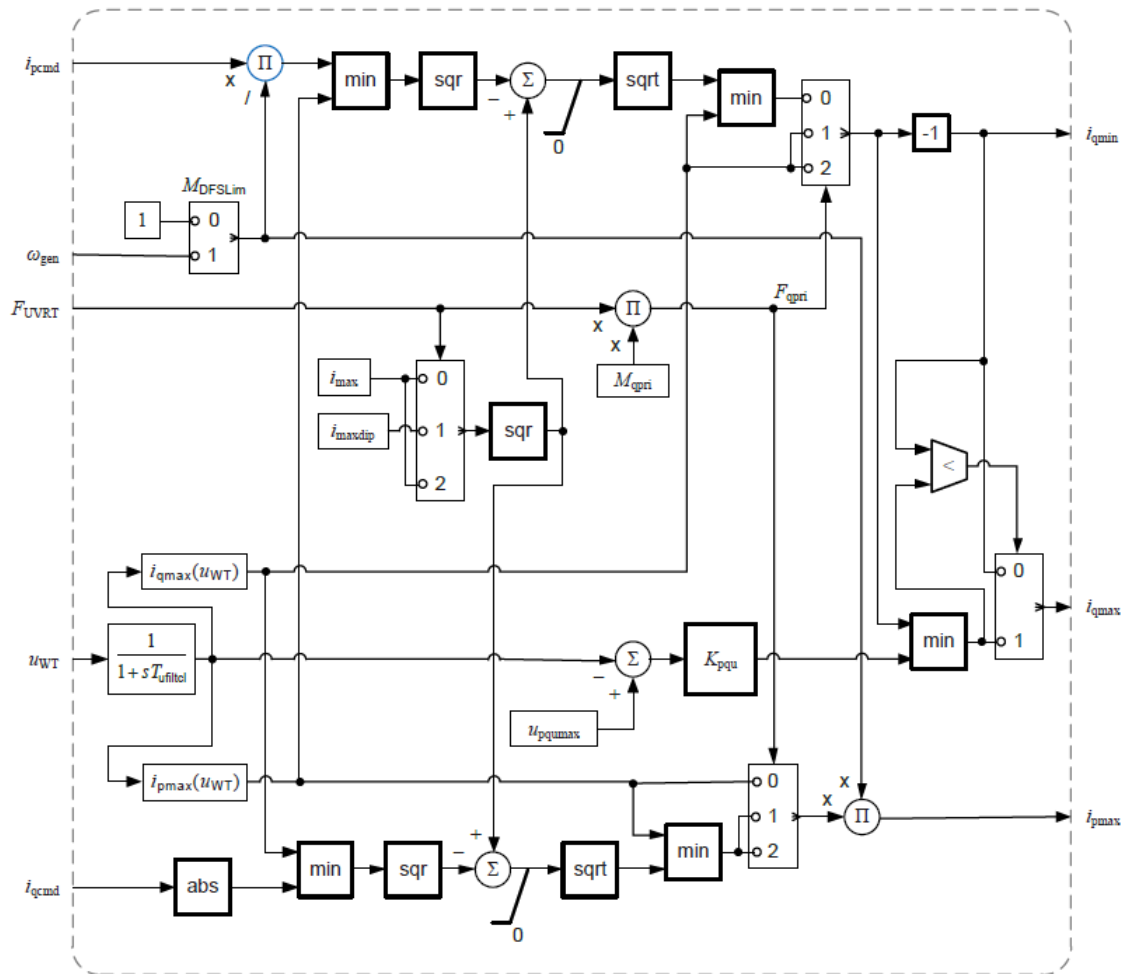 i_pcmd
x
Π
/
min
sqr
−
Σ
+
0
sqrt
min
0
1
2
-1
i_qmin
M_DFSLim
1
0
1
ω_gen
F_UVRT
x
Π
x
F_qpri
M_qpri
i_max
i_maxdip
0
1
2
sqr
<
i_qmax(u_WT)
0
1
i_qmax
min
u_WT
1
1+sT_ufiltcl
−
Σ
+
K_pqu
u_pqumax
i_pmax(u_WT)
0
1
2
x
x
Π
i_pmax
min
i_qcmd
abs
min
sqr
−
+
Σ
0
sqrt